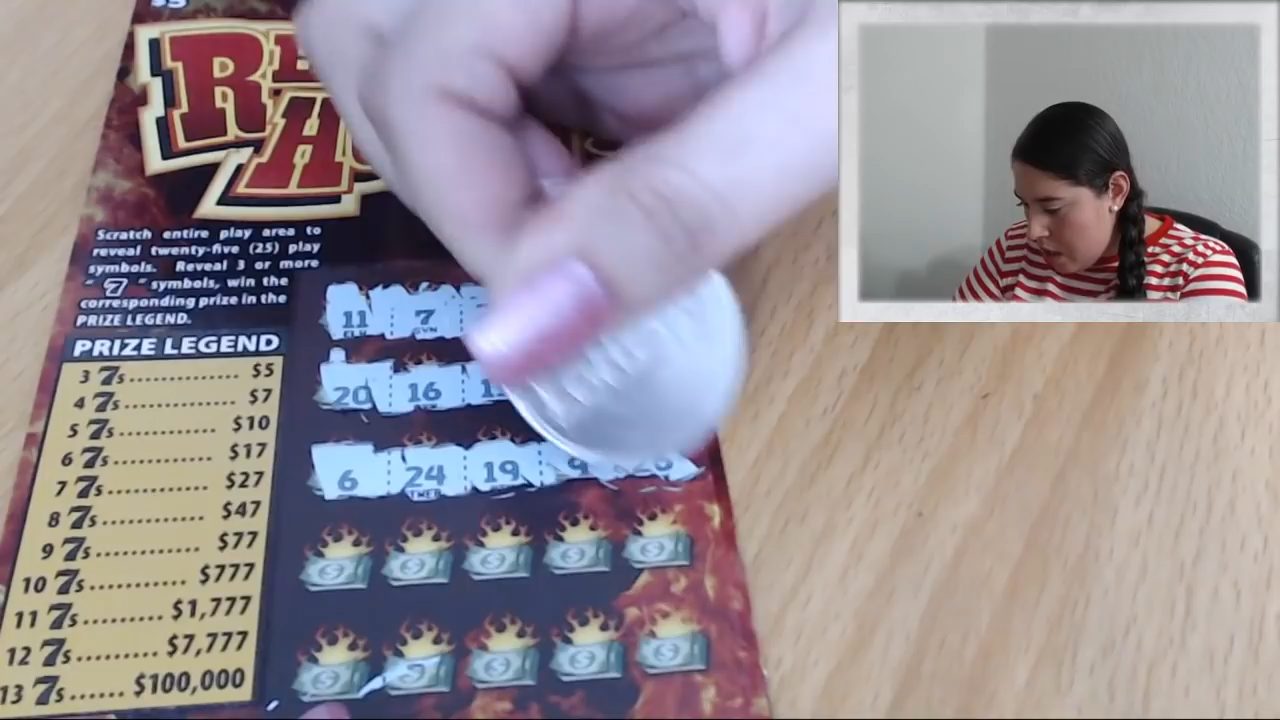 $5
Scratch entire play area to
reveal twenty-five (25) play
symbols. Reveal 3 or more
"7" symbols, win the
corresponding prize in the
PRIZE LEGEND.
PRIZE LEGEND
3 7s.............. $5
4 7s.............. $7
5 7s............ $10
6 7s............ $17
7 7s............ $27
8 7s............ $47
9 7s............ $77
10 7s........... $777
11 7s......... $1,777
12 7s......... $7,777
13 7s...... $100,000
11 7
20 16
6 24 19 9